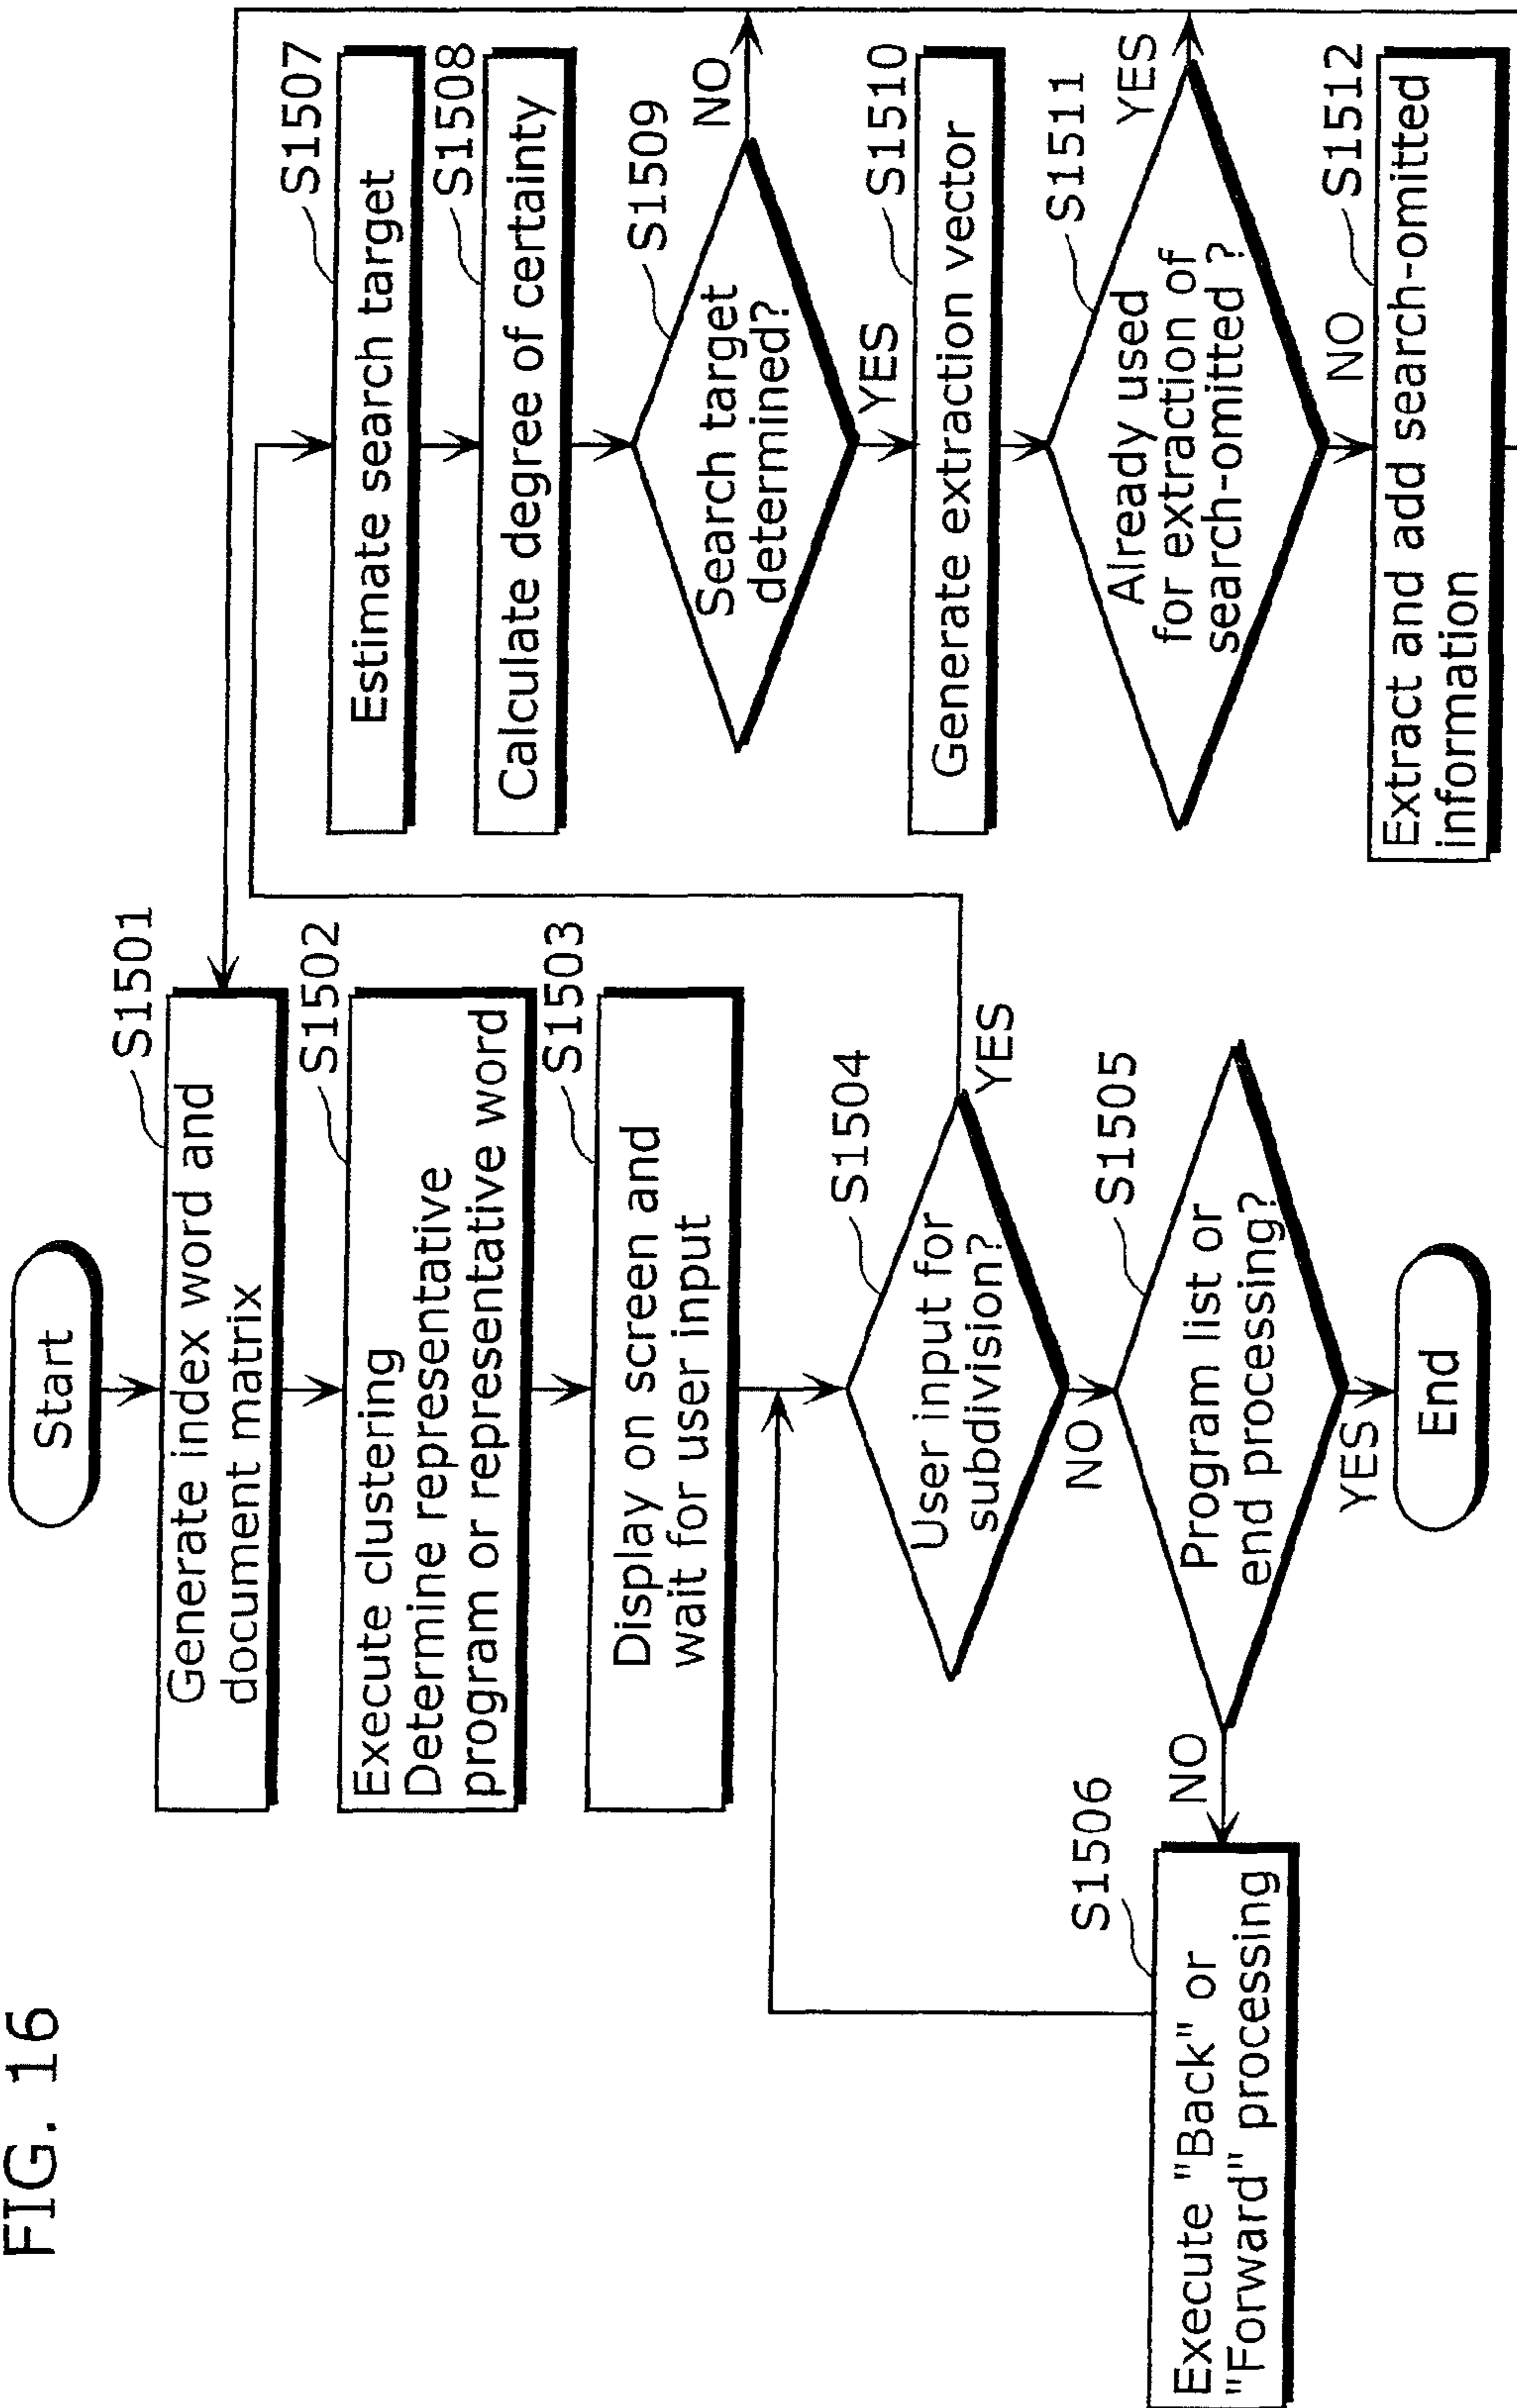 FIG. 16
Start
S1501
Generate index word and
document matrix
S1502
Execute clustering
Determine representative
program or representative word
S1503
Display on screen and
wait for user input
S1504
User input for
subdivision?
YES
NO
S1505
Program list or
end processing?
NO
YES
End
S1506
Execute "Back" or
"Forward" processing
S1507
Estimate search target
S1508
Calculate degree of certainty
S1509
Search target
determined?
NO
YES
S1510
Generate extraction vector
S1511
Already used
for extraction of
search-omitted ?
YES
NO
S1512
Extract and add search-omitted
information